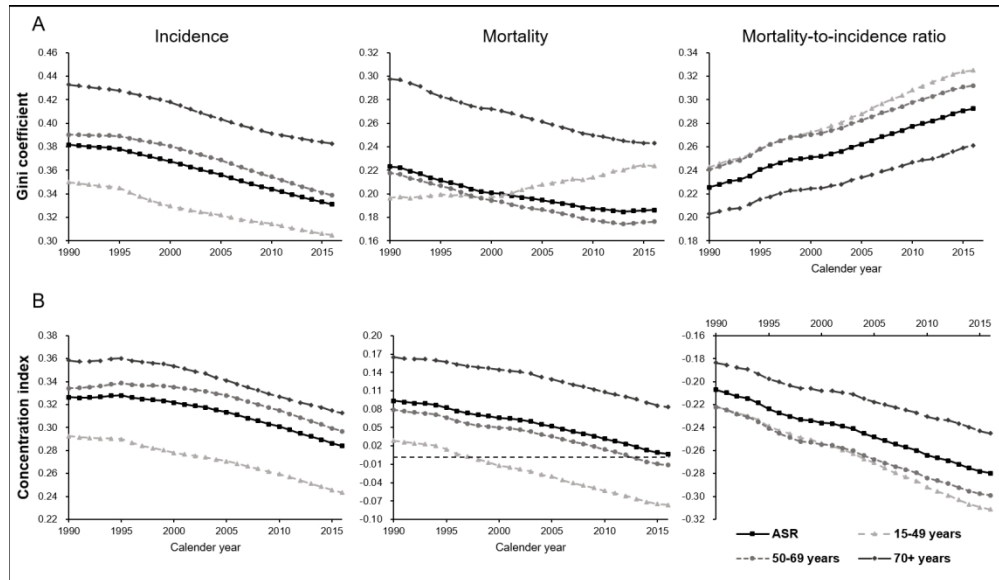 A
Incidence
Mortality
Mortality-to-incidence ratio
Gini coefficient
0.46
0.44
0.42
0.40
0.38
0.36
0.34
0.32
0.30
1990 1995 2000 2005 2010 2015
0.32
0.30
0.28
0.26
0.24
0.22
0.20
0.18
0.16
1990 1995 2000 2005 2010 2015
0.34
0.32
0.30
0.28
0.26
0.24
0.22
0.20
0.18
1990 1995 2000 2005 2010 2015
Calender year
B
Concentration index
0.38
0.36
0.34
0.32
0.30
0.28
0.26
0.24
0.22
1990 1995 2000 2005 2010 2015
Calender year
0.20
0.17
0.14
0.11
0.08
0.05
0.02
-0.01
-0.04
-0.07
-0.10
1990 1995 2000 2005 2010 2015
Calender year
1990 1995 2000 2005 2010 2015
-0.16
-0.18
-0.20
-0.22
-0.24
-0.26
-0.28
-0.30
-0.32
ASR
15-49 years
50-69 years
70+ years